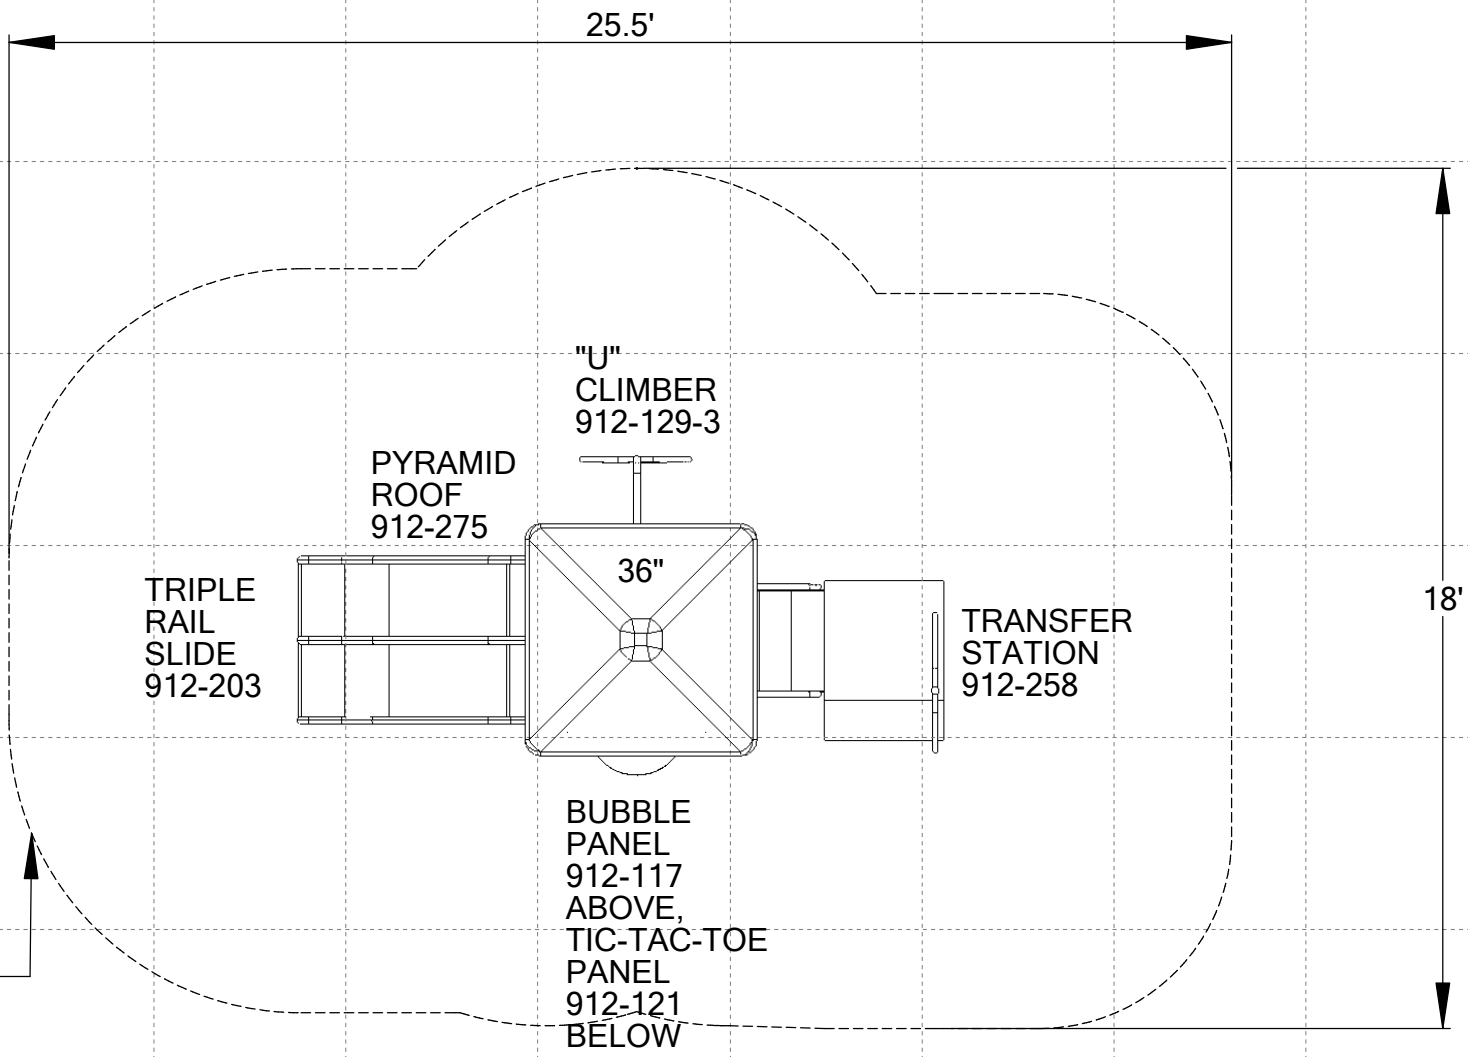 25.5'
"U"
CLIMBER
912-129-3
PYRAMID
ROOF
912-275
36"
TRIPLE
RAIL
SLIDE
912-203
TRANSFER
STATION
912-258
18'
BUBBLE
PANEL
912-117
ABOVE,
TIC-TAC-TOE
PANEL
912-121
BELOW